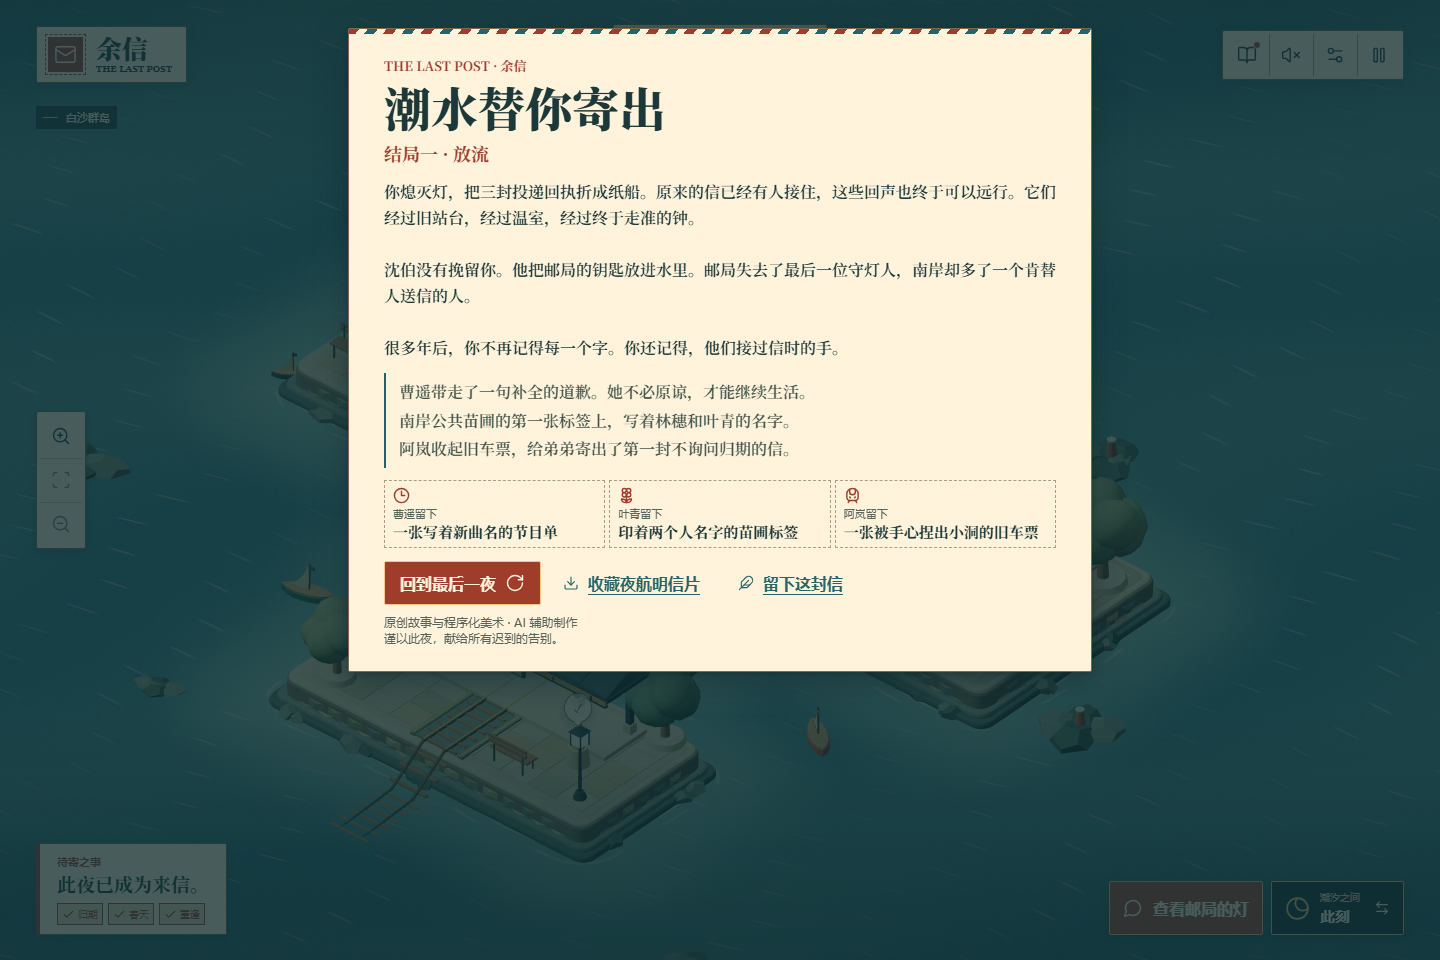 余信
THE LAST POST
白沙群岛
THE LAST POST · 余信
潮水替你寄出
结局一 · 放流
你熄灭灯，把三封投递回执折成纸船。原来的信已经有人接住，这些回声也终于可以远行。它们
经过旧站台，经过温室，经过终于走准的钟。
沈伯没有挽留你。他把邮局的钥匙放进水里。邮局失去了最后一位守灯人，南岸却多了一个肯替
人送信的人。
很多年后，你不再记得每一个字。你还记得，他们接过信时的手。
曹遥带走了一句补全的道歉。她不必原谅，才能继续生活。
南岸公共苗圃的第一张标签上，写着林穗和叶青的名字。
阿岚收起旧车票，给弟弟寄出了第一封不询问归期的信。
曹遥留下
一张写着新曲名的节目单
叶青留下
印着两个人名字的苗圃标签
阿岚留下
一张被手心捏出小洞的旧车票
回到最后一夜
收藏夜航明信片
留下这封信
原创故事与程序化美术 · AI 辅助制作
谨以此夜，献给所有迟到的告别。
待寄之事
此夜已成为来信。
归期
春天
重逢
查看邮局的灯
潮汐之间
此刻